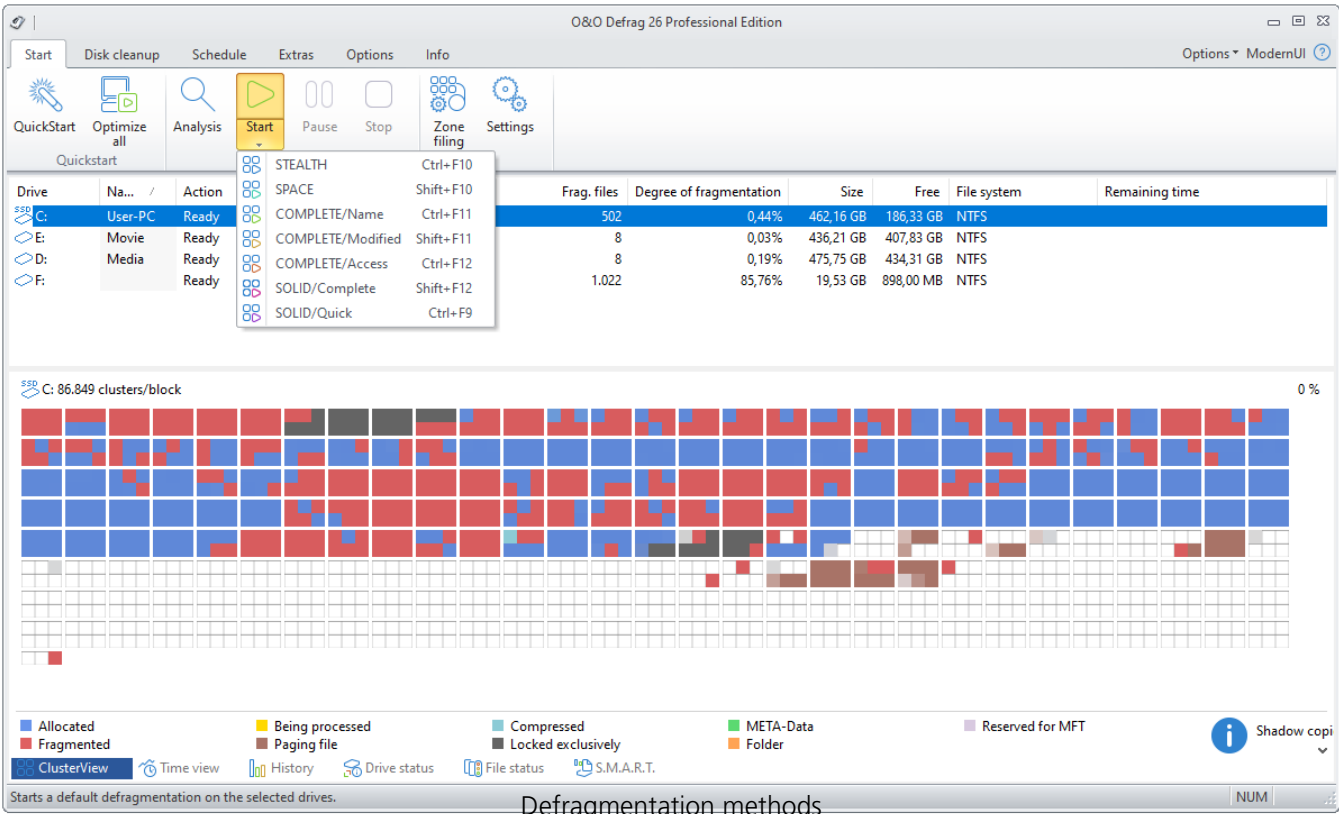 O&O Defrag 26 Professional Edition
Start Disk cleanup Schedule Extras Options Info Options ModernUI ?
QuickStart Optimize all Analysis Start Pause Stop Zone filing Settings
Quickstart
STEALTH Ctrl+F10
SPACE Shift+F10
COMPLETE/Name Ctrl+F11
COMPLETE/Modified Shift+F11
COMPLETE/Access Ctrl+F12
SOLID/Complete Shift+F12
SOLID/Quick Ctrl+F9
Drive Na... / Action Frag. files Degree of fragmentation Size Free File system Remaining time
SSD C: User-PC Ready 502 0,44% 462,16 GB 186,33 GB NTFS
E: Movie Ready 8 0,03% 436,21 GB 407,83 GB NTFS
D: Media Ready 8 0,19% 475,75 GB 434,31 GB NTFS
F: Ready 1.022 85,76% 19,53 GB 898,00 MB NTFS
SSD C: 86.849 clusters/block 0 %
Allocated Being processed Compressed META-Data Reserved for MFT
Fragmented Paging file Locked exclusively Folder
i Shadow copi
ClusterView Time view History Drive status File status S.M.A.R.T.
Starts a default defragmentation on the selected drives. NUM
Defragmentation methods